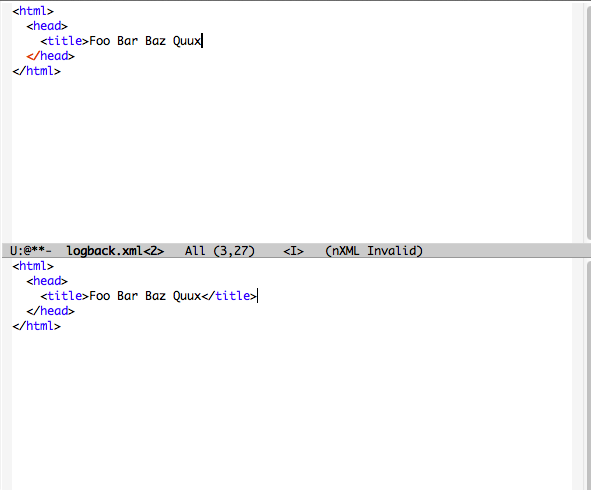 <html>
  <head>
    <title>Foo Bar Baz Quux
  </head>
</html>
U:@**-  logback.xml<2>   All (3,27)    <I>   (nXML Invalid)
<html>
  <head>
    <title>Foo Bar Baz Quux</title>
  </head>
</html>